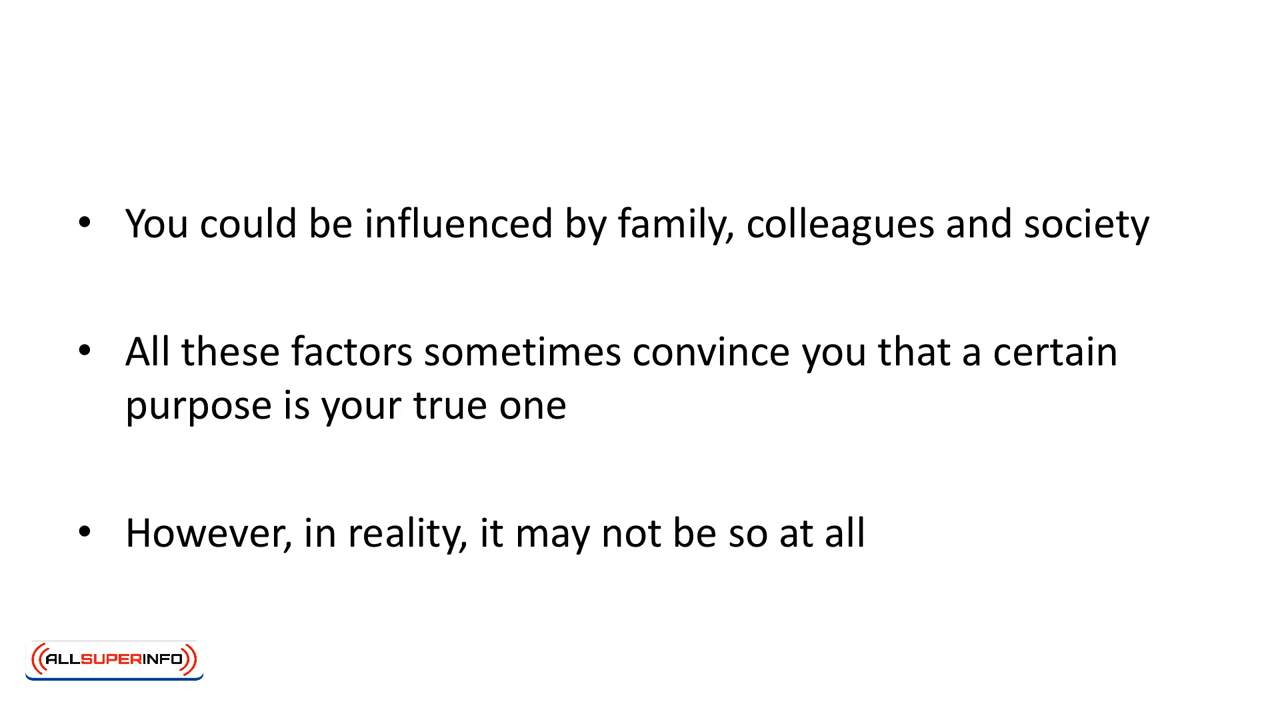 • You could be influenced by family, colleagues and society
• All these factors sometimes convince you that a certain
purpose is your true one
• However, in reality, it may not be so at all
ALLSUPERINFO